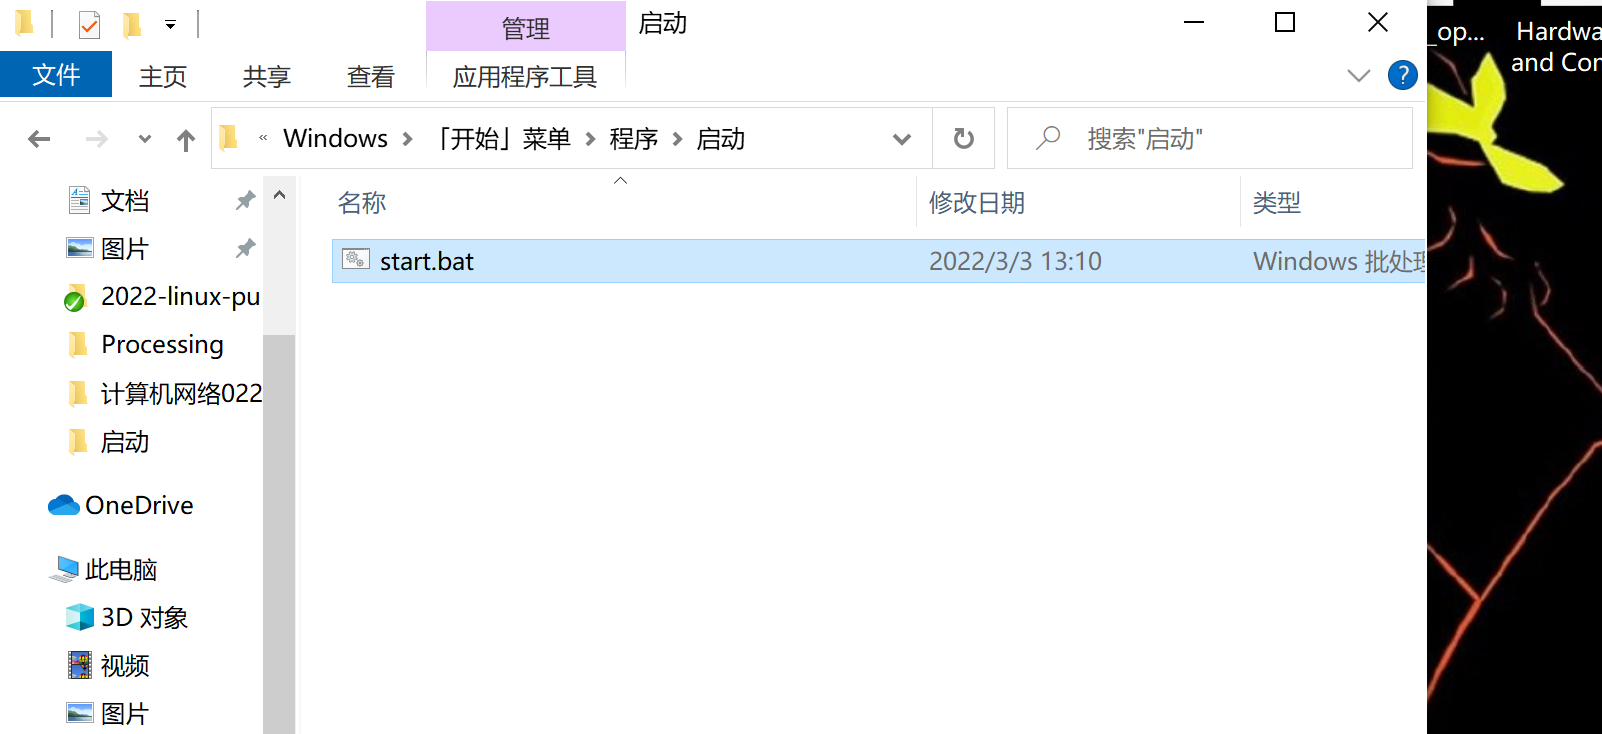 管理
启动
文件
主页
共享
查看
应用程序工具
?
« Windows > 「开始」菜单 > 程序 > 启动
搜索"启动"
文档
图片
2022-linux-pu
Processing
计算机网络022
启动
OneDrive
此电脑
3D 对象
视频
图片
名称
修改日期
类型
start.bat
2022/3/3 13:10
Windows 批处理
_op...
Hardwa
and Con